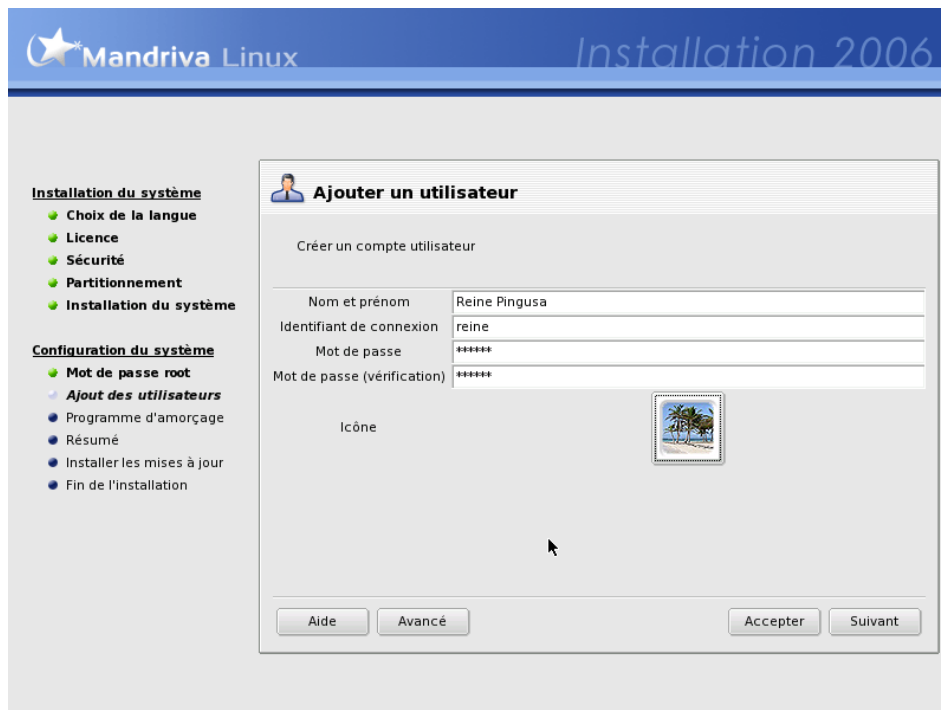 Mandriva Linux
Installation 2006
Installation du système
Choix de la langue
Licence
Sécurité
Partitionnement
Installation du système
Configuration du système
Mot de passe root
Ajout des utilisateurs
Programme d'amorçage
Résumé
Installer les mises à jour
Fin de l'installation
Ajouter un utilisateur
Créer un compte utilisateur
Nom et prénom Reine Pingusa
Identifiant de connexion reine
Mot de passe ******
Mot de passe (vérification) ******
Icône
Aide Avancé Accepter Suivant